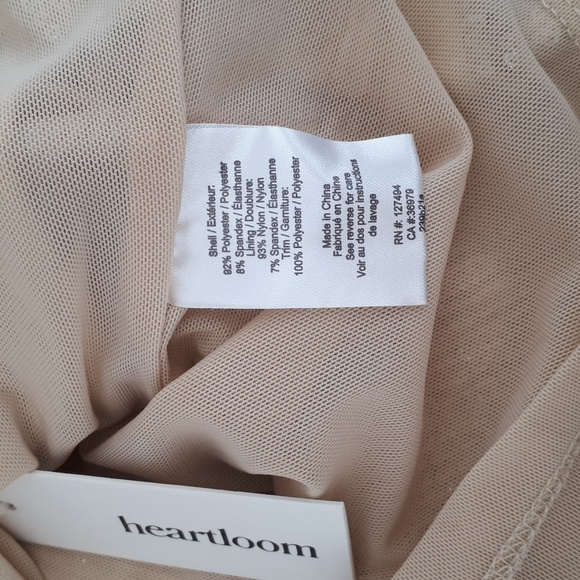 Shell / Extérieur:
92% Polyester / Polyester
8% Spandex / Élasthanne
Lining / Doublure:
93% Nylon / Nylon
7% Spandex / Élasthanne
Trim / Garniture:
100% Polyester / Polyester
Made in China
Fabriqué en Chine
See reverse for care
Voir au dos pour instructions
de lavage
RN #: 127494
CA #:36979
heartloom